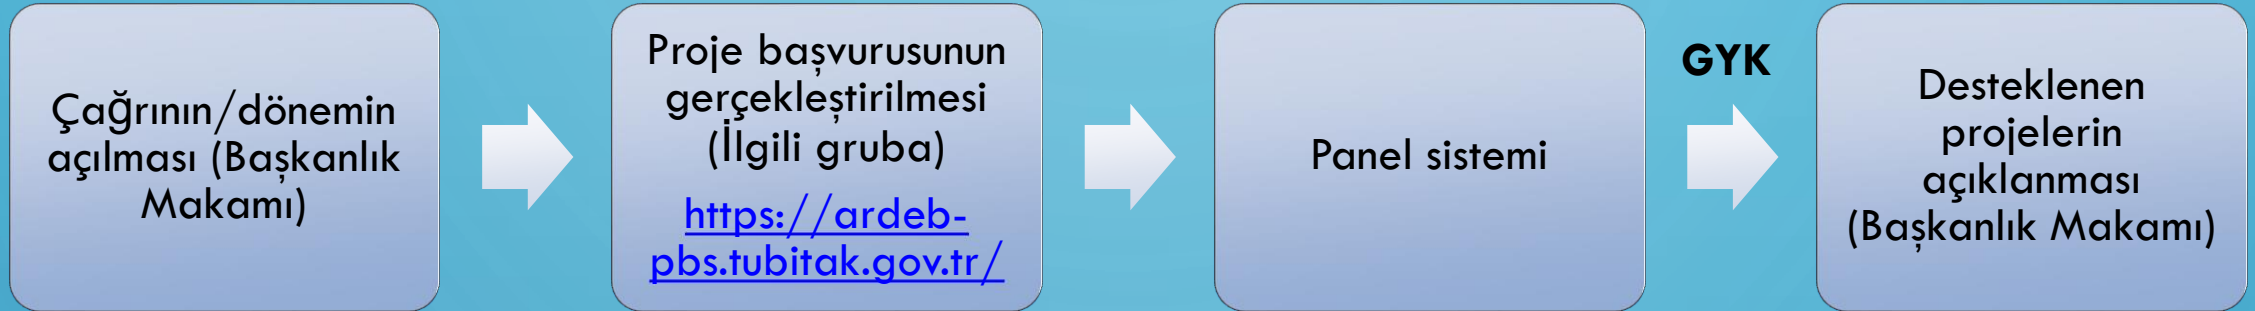 Çağrının/dönemin
açılması (Başkanlık
Makamı)
Proje başvurusunun
gerçekleştirilmesi
(İlgili gruba)
https://ardeb-
pbs.tubitak.gov.tr/
Panel sistemi
GYK
Desteklenen
projelerin
açıklanması
(Başkanlık Makamı)